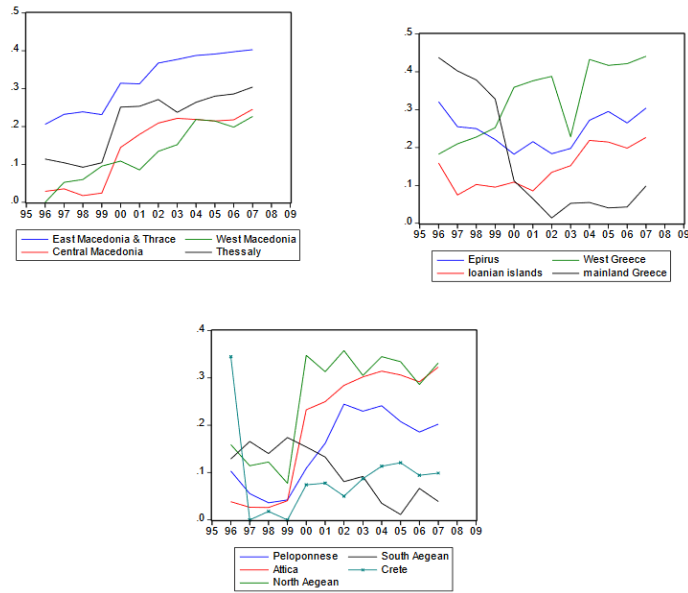 .5
.4
.3
.2
.1
.0
95 96 97 98 99 00 01 02 03 04 05 06 07 08 09
East Macedonia & Thrace West Macedonia
Central Macedonia Thessaly
.5
.4
.3
.2
.1
.0
95 96 97 98 99 00 01 02 03 04 05 06 07 08 09
Epirus West Greece
Ioanian islands mainland Greece
.4
.3
.2
.1
.0
95 96 97 98 99 00 01 02 03 04 05 06 07 08 09
Peloponnese South Aegean
Attica Crete
North Aegean